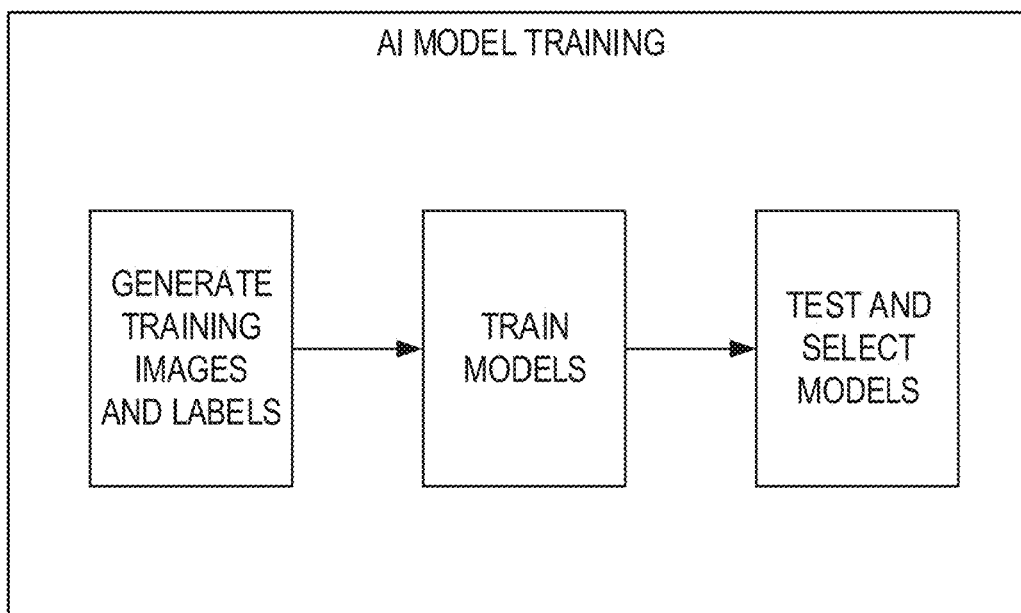 AI MODEL TRAINING
GENERATE
TRAINING
IMAGES
AND LABELS
TRAIN
MODELS
TEST AND
SELECT
MODELS